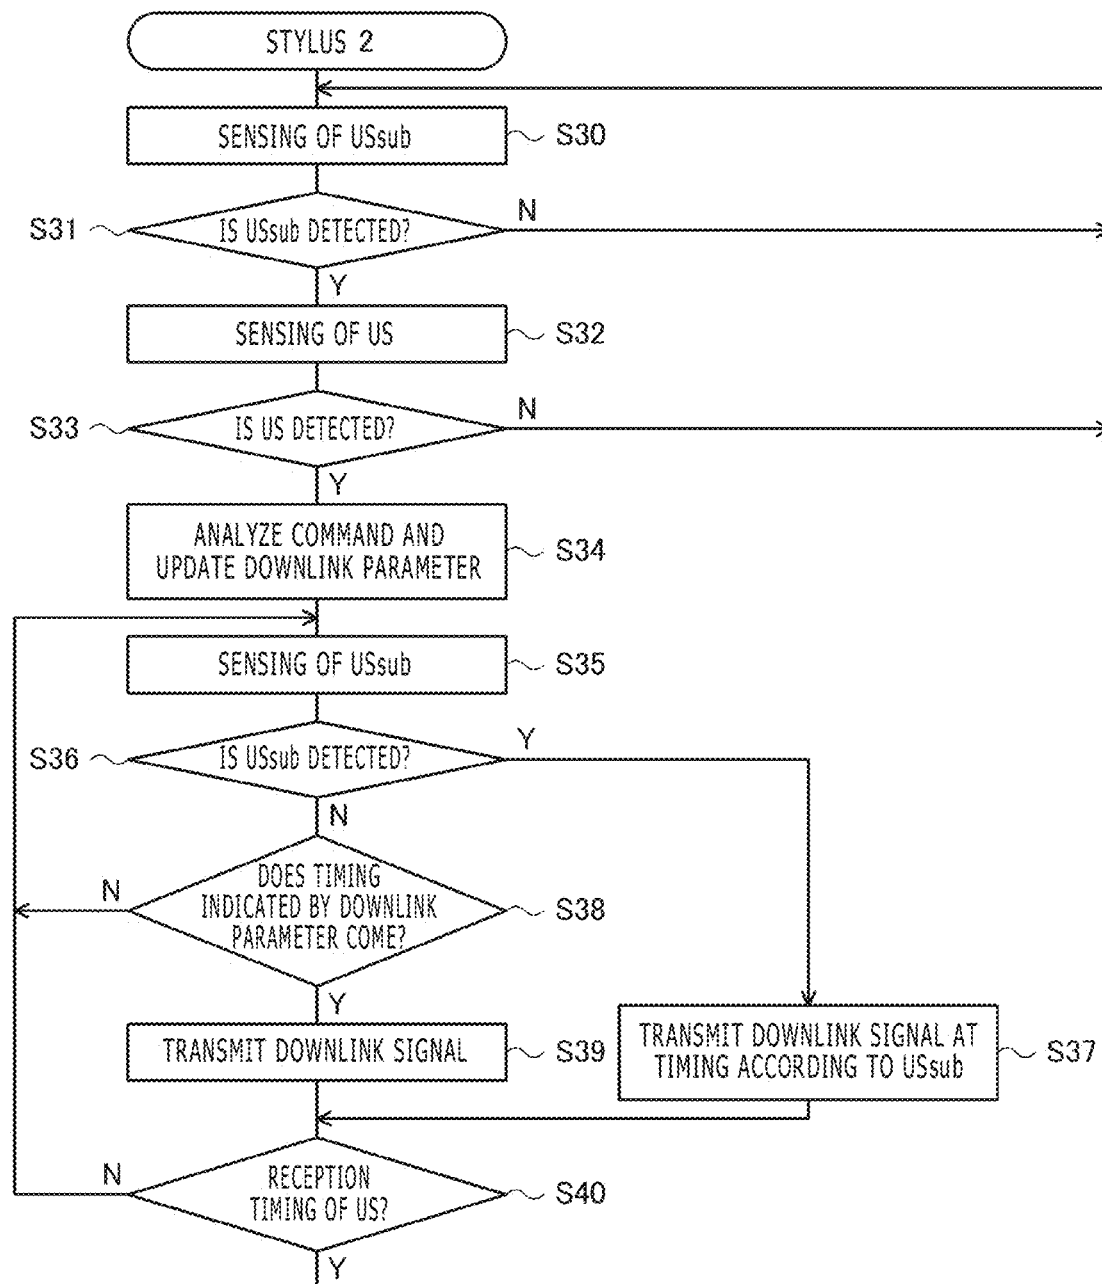 STYLUS 2
SENSING OF USsub
S30
S31
IS USsub DETECTED?
N
Y
SENSING OF US
S32
S33
IS US DETECTED?
N
Y
ANALYZE COMMAND AND
UPDATE DOWNLINK PARAMETER
S34
SENSING OF USsub
S35
S36
IS USsub DETECTED?
Y
N
N
DOES TIMING
INDICATED BY DOWNLINK
PARAMETER COME?
S38
Y
TRANSMIT DOWNLINK SIGNAL
S39
TRANSMIT DOWNLINK SIGNAL AT
TIMING ACCORDING TO USsub
S37
N
RECEPTION
TIMING OF US?
S40
Y